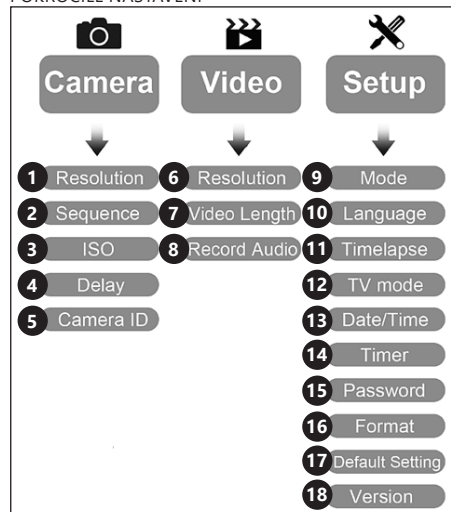 POKROČILÉ NASTAVENÍ
Camera
1 Resolution
2 Sequence
3 ISO
4 Delay
5 Camera ID
Video
6 Resolution
7 Video Length
8 Record Audio
Setup
9 Mode
10 Language
11 Timelapse
12 TV mode
13 Date/Time
14 Timer
15 Password
16 Format
17 Default Setting
18 Version